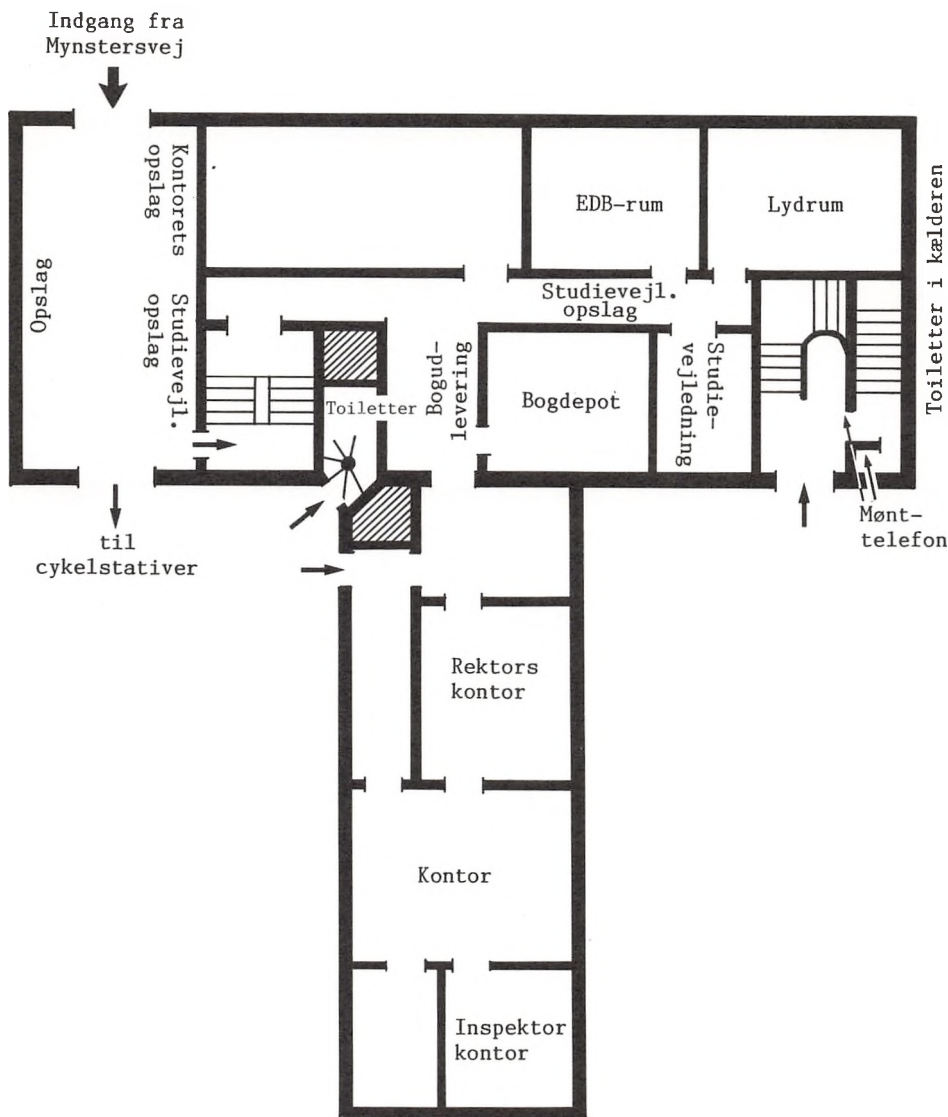 Indgang fra
Mynstersvej
Kontorets
opslag
Opslag
Studievejl.
opslag
EDB-rum
Lydrum
Toiletter i kælderen
Studievejl.
opslag
Toiletter
Bogud-
levering
Bogdepot
Studie-
vejledning
Mønt-
telefon
til
cykelstativer
Rektors
kontor
Kontor
Inspektor
kontor